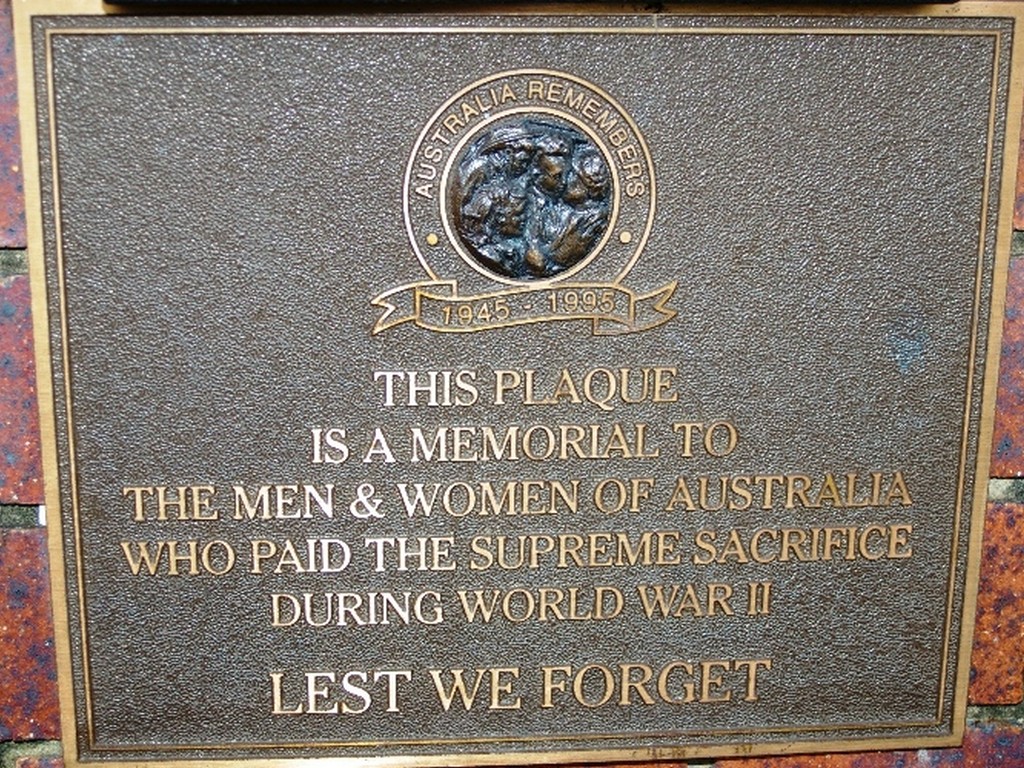 AUSTRALIA REMEMBERS
1945 - 1995
THIS PLAQUE
IS A MEMORIAL TO
THE MEN & WOMEN OF AUSTRALIA
WHO PAID THE SUPREME SACRIFICE
DURING WORLD WAR II
LEST WE FORGET